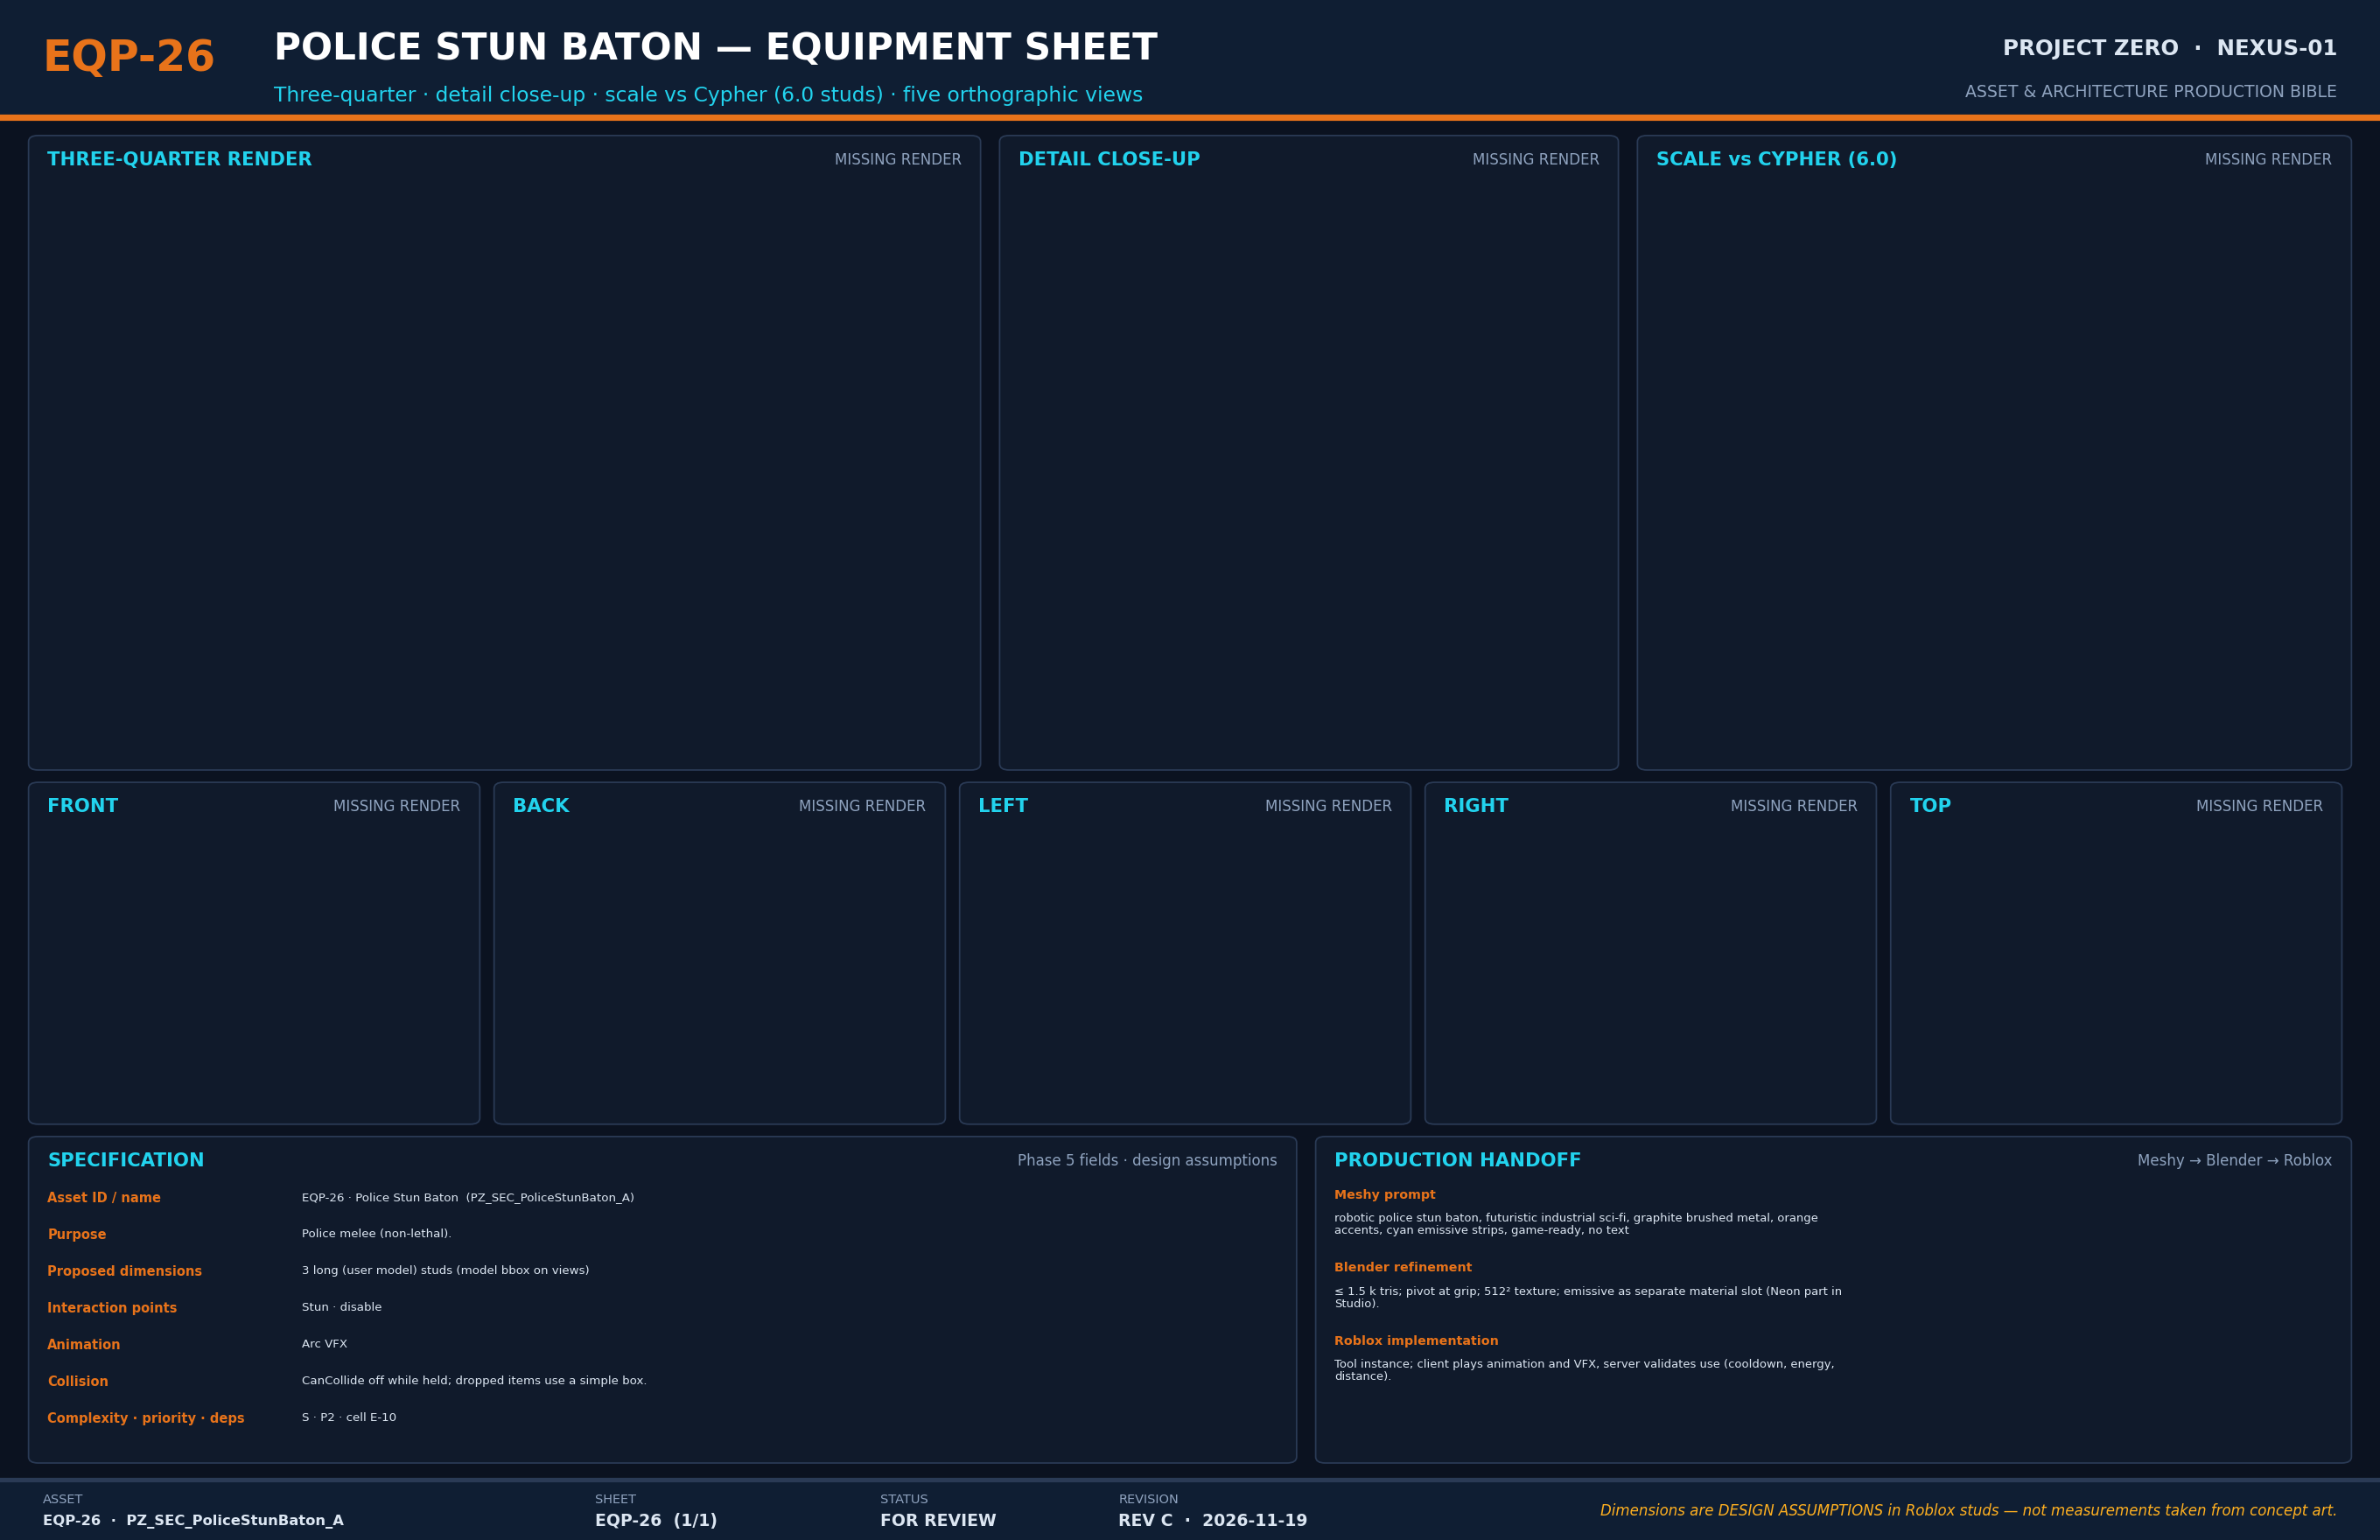 EQP-26
POLICE STUN BATON — EQUIPMENT SHEET
Three-quarter · detail close-up · scale vs Cypher (6.0 studs) · five orthographic views
PROJECT ZERO · NEXUS-01
ASSET & ARCHITECTURE PRODUCTION BIBLE
THREE-QUARTER RENDER
MISSING RENDER
DETAIL CLOSE-UP
MISSING RENDER
SCALE vs CYPHER (6.0)
MISSING RENDER
FRONT
MISSING RENDER
BACK
MISSING RENDER
LEFT
MISSING RENDER
RIGHT
MISSING RENDER
TOP
MISSING RENDER
SPECIFICATION
Phase 5 fields · design assumptions
Asset ID / name
EQP-26 · Police Stun Baton (PZ_SEC_PoliceStunBaton_A)
Purpose
Police melee (non-lethal).
Proposed dimensions
3 long (user model) studs (model bbox on views)
Interaction points
Stun · disable
Animation
Arc VFX
Collision
CanCollide off while held; dropped items use a simple box.
Complexity · priority · deps
S · P2 · cell E-10
PRODUCTION HANDOFF
Meshy → Blender → Roblox
Meshy prompt
robotic police stun baton, futuristic industrial sci-fi, graphite brushed metal, orange
accents, cyan emissive strips, game-ready, no text
Blender refinement
≤ 1.5 k tris; pivot at grip; 512² texture; emissive as separate material slot (Neon part in
Studio).
Roblox implementation
Tool instance; client plays animation and VFX, server validates use (cooldown, energy,
distance).
ASSET
EQP-26 · PZ_SEC_PoliceStunBaton_A
SHEET
EQP-26 (1/1)
STATUS
FOR REVIEW
REVISION
REV C · 2026-11-19
Dimensions are DESIGN ASSUMPTIONS in Roblox studs — not measurements taken from concept art.